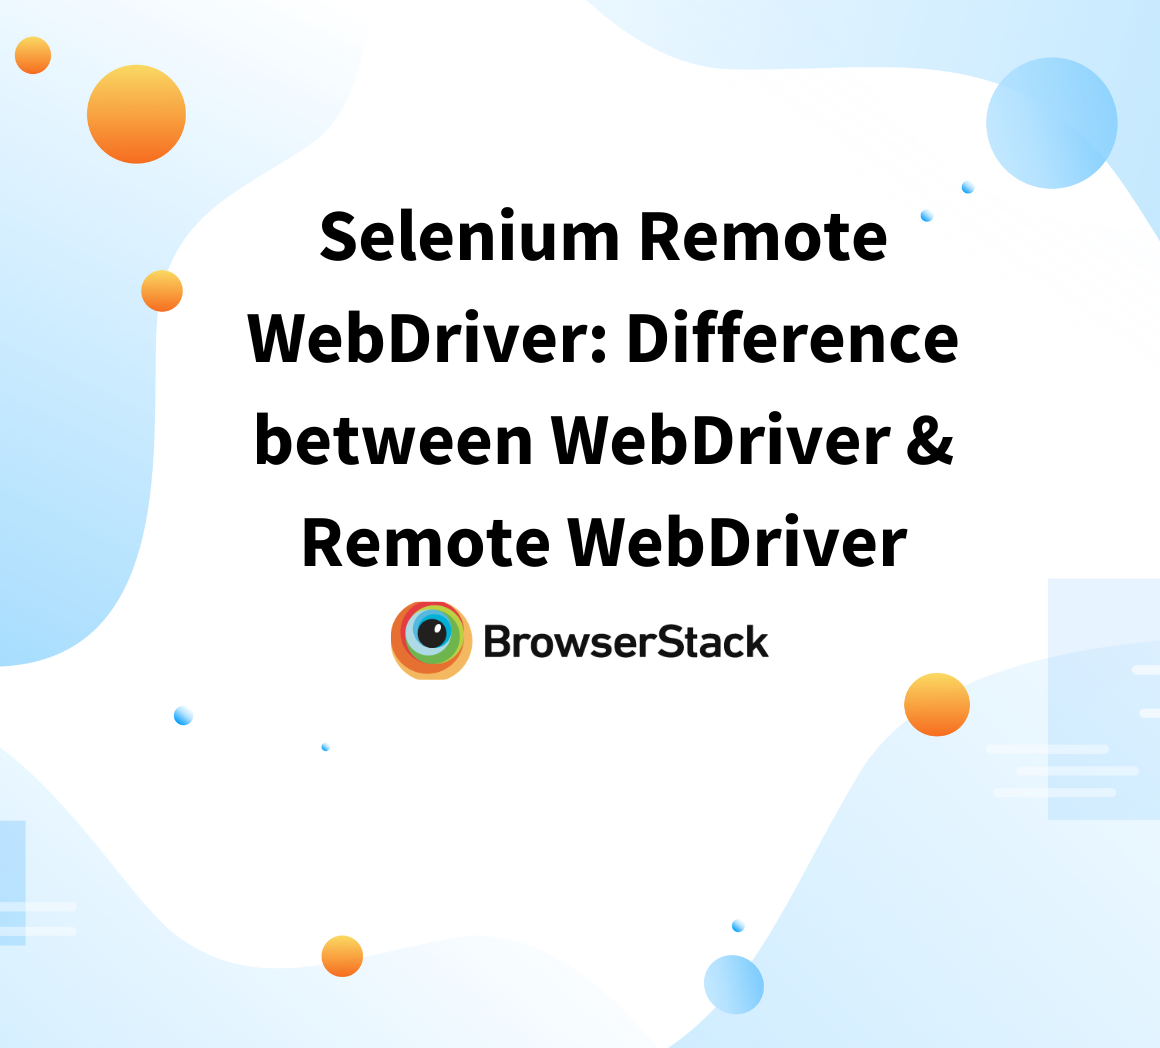 Selenium Remote
WebDriver: Difference
between WebDriver &
Remote WebDriver
BrowserStack